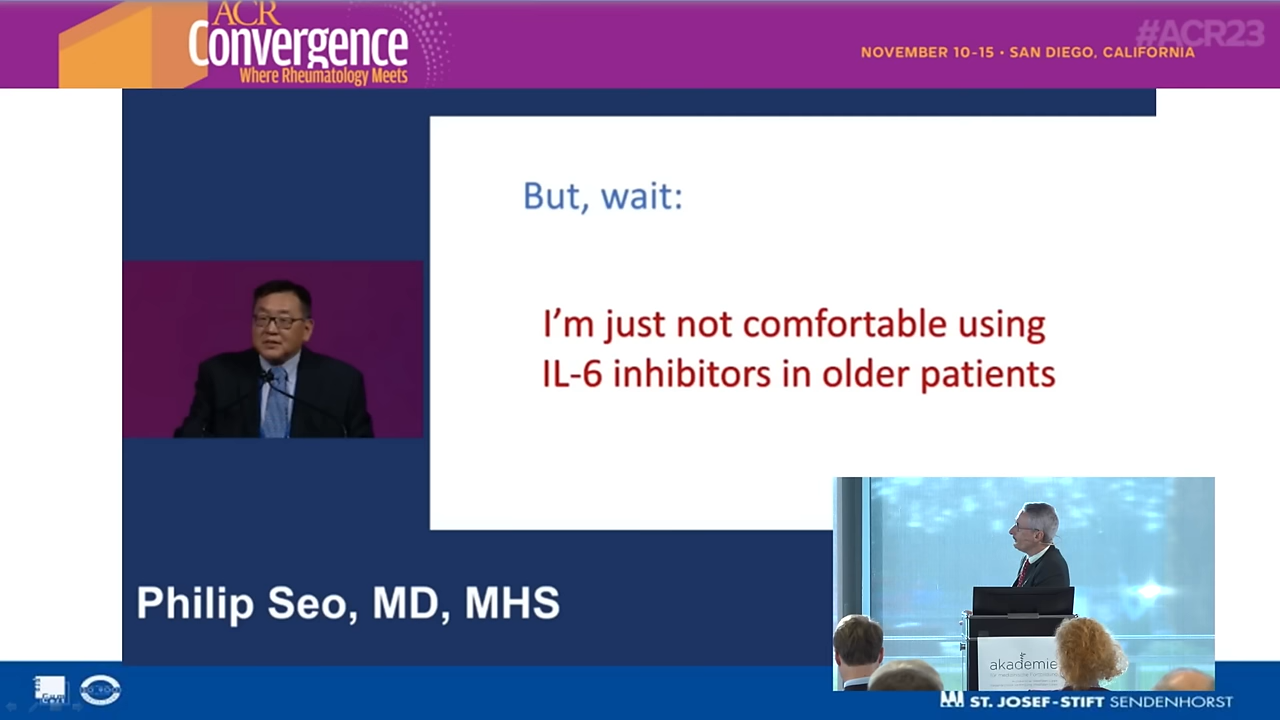 ACR
Convergence
Where Rheumatology Meets
#ACR23
NOVEMBER 10-15 • SAN DIEGO, CALIFORNIA
But, wait:
I’m just not comfortable using
IL-6 inhibitors in older patients
Philip Seo, MD, MHS
akademie
ST. JOSEF-STIFT SENDENHORST